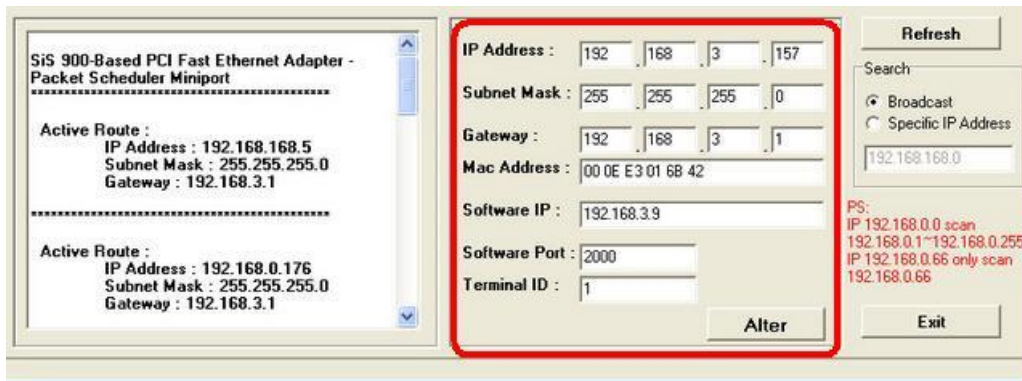 SiS 900-Based PCI Fast Ethernet Adapter -
Packet Scheduler Miniport
**********************************************
Active Route :
IP Address : 192.168.168.5
Subnet Mask : 255.255.255.0
Gateway : 192.168.3.1
**********************************************
Active Route :
IP Address : 192.168.0.176
Subnet Mask : 255.255.255.0
Gateway : 192.168.3.1
IP Address : 192 . 168 . 3 . 157
Subnet Mask : 255 . 255 . 255 . 0
Gateway : 192 . 168 . 3 . 1
Mac Address : 00 0E E3 01 6B 42
Software IP : 192.168.3.9
Software Port : 2000
Terminal ID : 1
Alter
Refresh
Search
Broadcast
Specific IP Address
192.168.168.0
PS:
IP 192.168.0.0 scan
192.168.0.1~192.168.0.255
IP 192.168.0.66 only scan
192.168.0.66
Exit